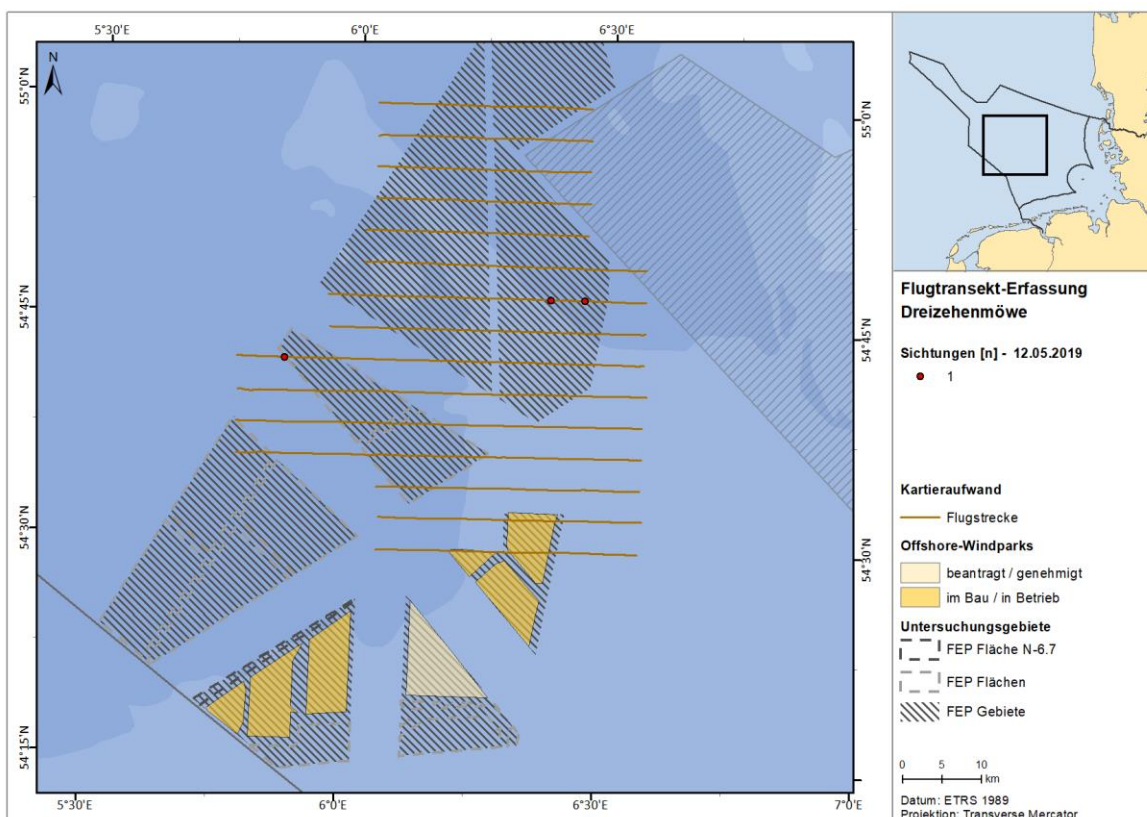 5°30'E
6°0'E
6°30'E
N
55°0'N
55°0'N
54°45'N
54°45'N
54°30'N
54°30'N
54°15'N
5°30'E
6°0'E
6°30'E
7°0'E
Flugtransekt-Erfassung
Dreizehenmöwe
Sichtungen [n] - 12.05.2019
1
Kartieraufwand
Flugstrecke
Offshore-Windparks
beantragt / genehmigt
im Bau / in Betrieb
Untersuchungsgebiete
FEP Fläche N-6.7
FEP Flächen
FEP Gebiete
0 5 10
km
Datum: ETRS 1989
Projektion: Transverse Mercator